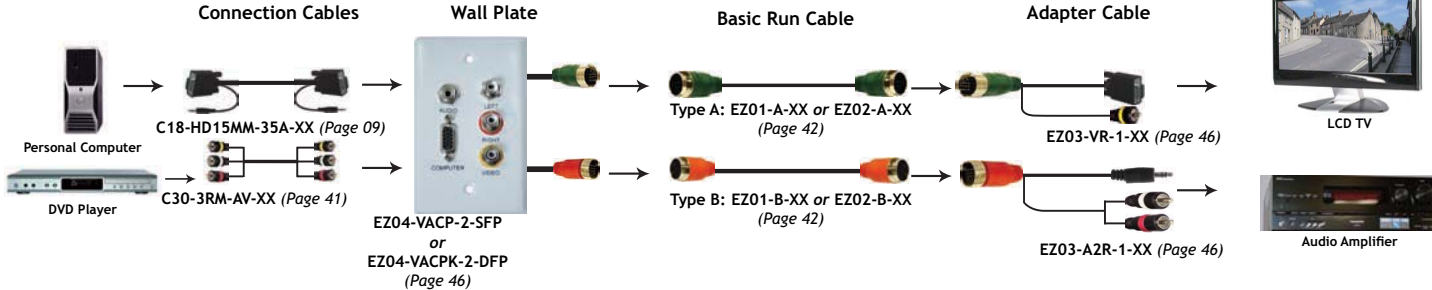 Connection Cables
Wall Plate
Basic Run Cable
Adapter Cable
Personal Computer
C18-HD15MM-35A-XX (Page 09)
DVD Player
C30-3RM-AV-XX (Page 41)
AUDIO
LEFT
RIGHT
COMPUTER
VIDEO
EZ04-VACP-2-SFP
or
EZ04-VACPK-2-DFP
(Page 46)
Type A: EZ01-A-XX or EZ02-A-XX
(Page 42)
Type B: EZ01-B-XX or EZ02-B-XX
(Page 42)
EZ03-VR-1-XX (Page 46)
EZ03-A2R-1-XX (Page 46)
LCD TV
Audio Amplifier